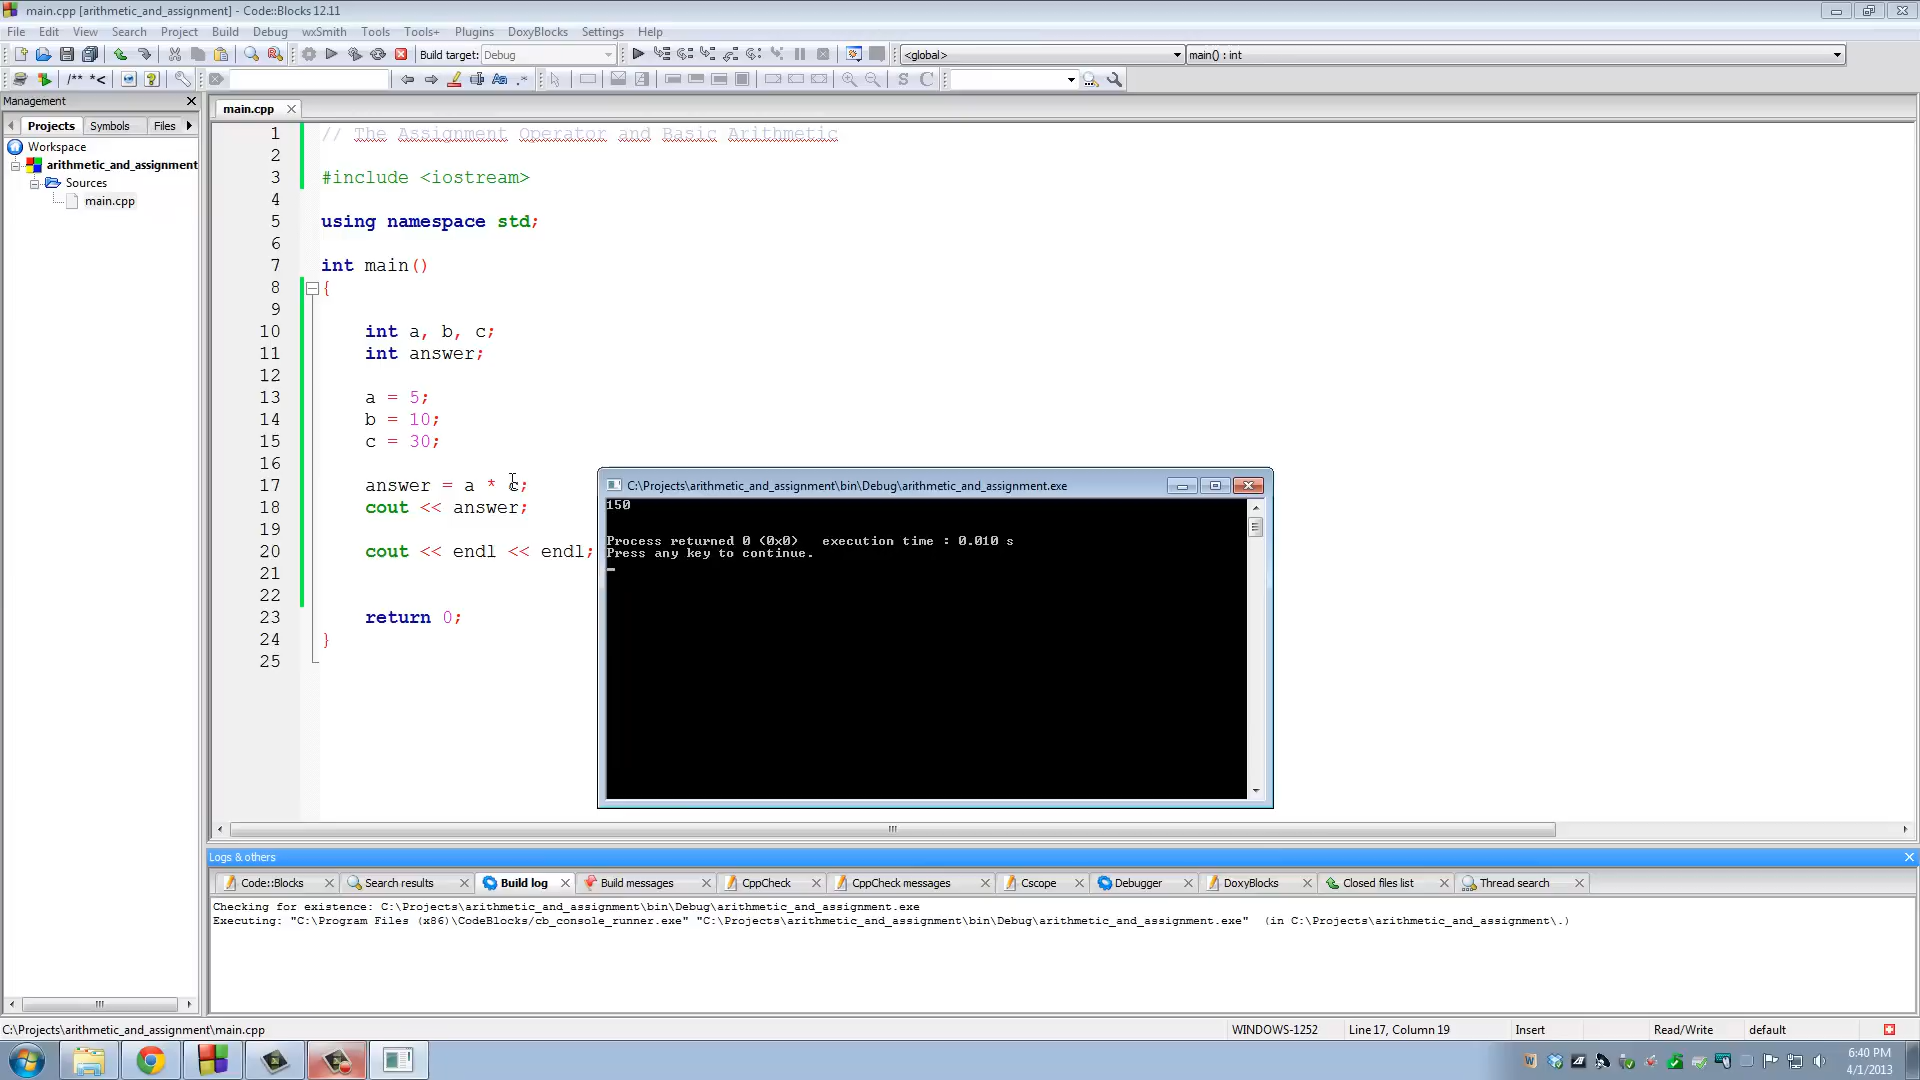 main.cpp [arithmetic_and_assignment] - Code::Blocks 12.11
File Edit View Search Project Build Debug wxSmith Tools Tools+ Plugins DoxyBlocks Settings Help
Build target: Debug <global> main() : int
/** *<
Aa .* S C
Management
Projects Symbols Files
Workspace
arithmetic_and_assignment
Sources
main.cpp
main.cpp
1 // The Assignment Operator and Basic Arithmetic
2
3 #include <iostream>
4
5 using namespace std;
6
7 int main()
8 {
9
10 int a, b, c;
11 int answer;
12
13 a = 5;
14 b = 10;
15 c = 30;
16
17 answer = a * c;
18 cout << answer;
19
20 cout << endl << endl;
21
22
23 return 0;
24 }
25
C:\Projects\arithmetic_and_assignment\bin\Debug\arithmetic_and_assignment.exe
150
Process returned 0 (0x0)   execution time : 0.010 s
Press any key to continue.
Logs & others
Code::Blocks Search results Build log Build messages CppCheck CppCheck messages Cscope Debugger DoxyBlocks Closed files list Thread search
Checking for existence: C:\Projects\arithmetic_and_assignment\bin\Debug\arithmetic_and_assignment.exe
Executing: "C:\Program Files (x86)\CodeBlocks/cb_console_runner.exe" "C:\Projects\arithmetic_and_assignment\bin\Debug\arithmetic_and_assignment.exe"  (in C:\Projects\arithmetic_and_assignment\.)
C:\Projects\arithmetic_and_assignment\main.cpp WINDOWS-1252 Line 17, Column 19 Insert Read/Write default
6:40 PM
4/1/2013